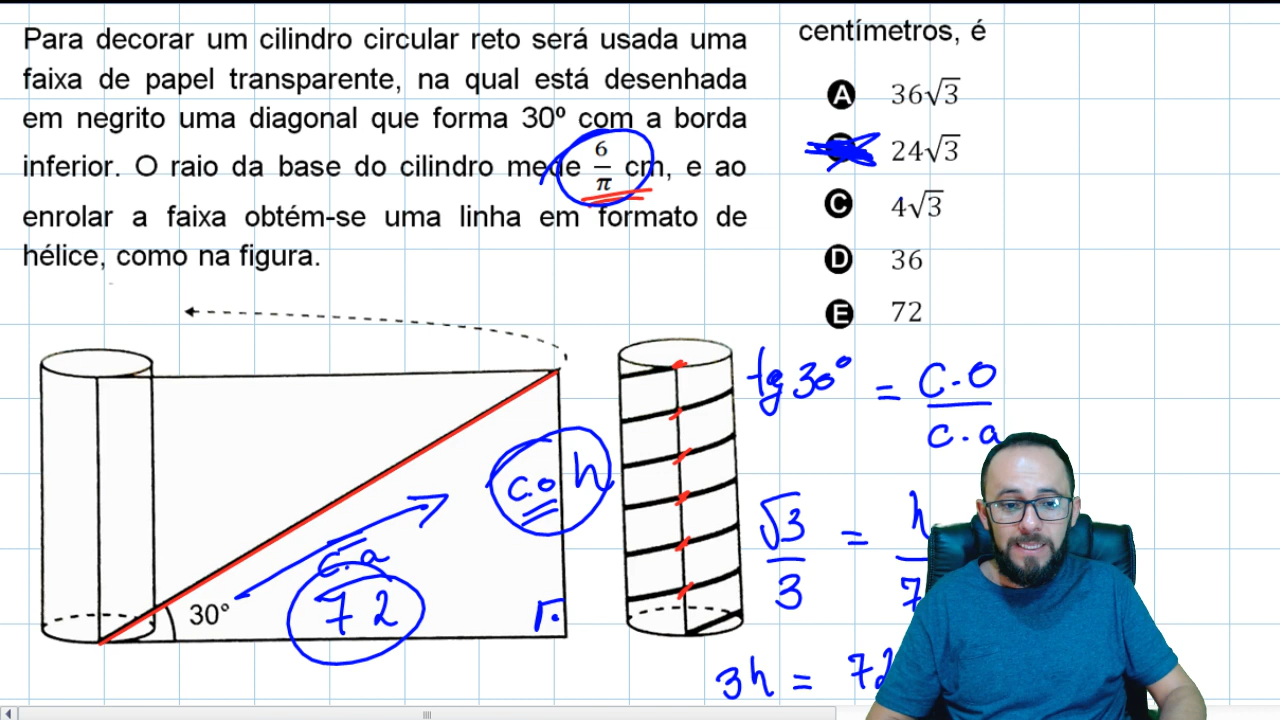 Para decorar um cilindro circular reto será usada uma
faixa de papel transparente, na qual está desenhada
em negrito uma diagonal que forma 30º com a borda
inferior. O raio da base do cilindro mede 6/π cm, e ao
enrolar a faixa obtém-se uma linha em formato de
hélice, como na figura.
centímetros, é
A 36√3
24√3
C 4√3
D 36
E 72
30°
c.a
72
c.o h
tg 30° = C.O / c.a
√3/3 = h/7
3h = 72